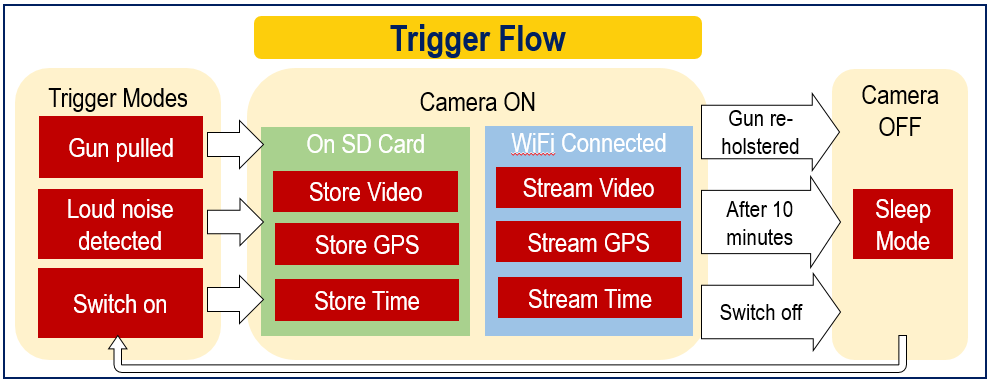 Trigger Flow
Trigger Modes
Gun pulled
Loud noise
detected
Switch on
Camera ON
On SD Card
Store Video
Store GPS
Store Time
WiFi Connected
Stream Video
Stream GPS
Stream Time
Gun re-
holstered
After 10
minutes
Switch off
Camera
OFF
Sleep
Mode